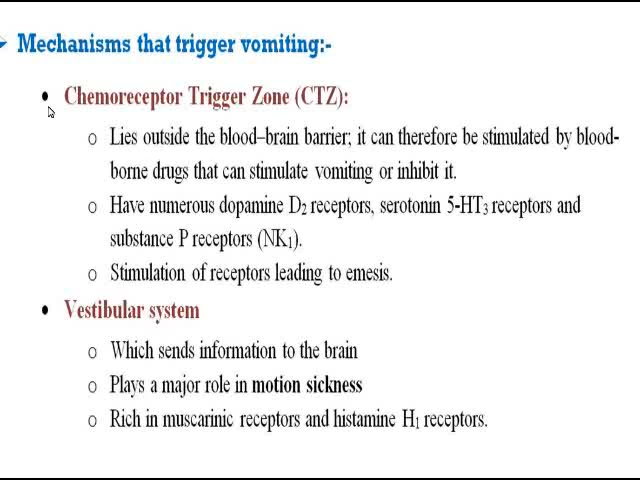 Mechanisms that trigger vomiting:-
• Chemoreceptor Trigger Zone (CTZ):
o Lies outside the blood–brain barrier; it can therefore be stimulated by blood-
borne drugs that can stimulate vomiting or inhibit it.
o Have numerous dopamine D2 receptors, serotonin 5-HT3 receptors and
substance P receptors (NK1).
o Stimulation of receptors leading to emesis.
• Vestibular system
o Which sends information to the brain
o Plays a major role in motion sickness
o Rich in muscarinic receptors and histamine H1 receptors.